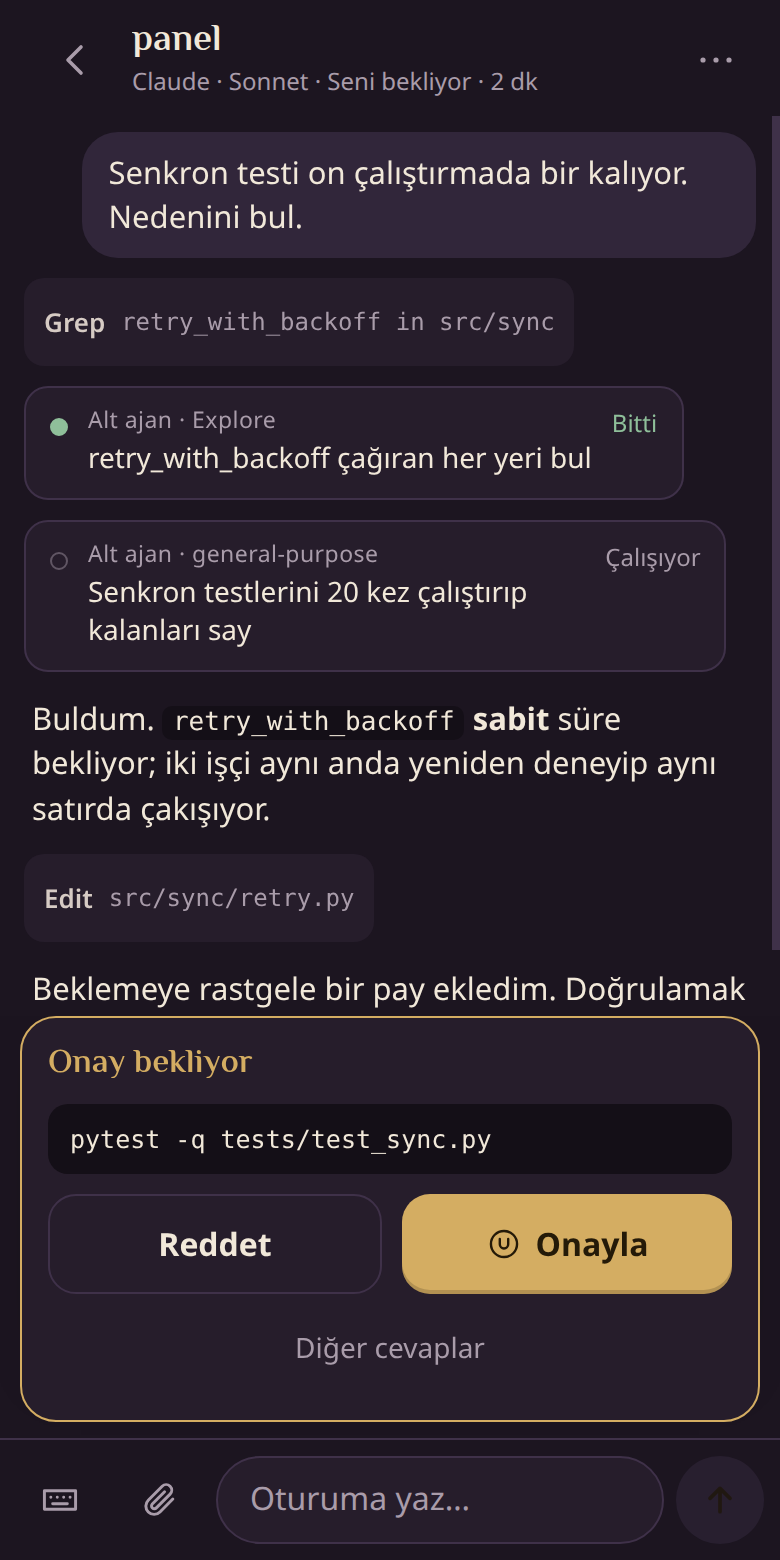 panel
Claude · Sonnet · Seni bekliyor · 2 dk
Senkron testi on çalıştırmada bir kalıyor.
Nedenini bul.
Grep retry_with_backoff in src/sync
Alt ajan · Explore
Bitti
retry_with_backoff çağıran her yeri bul
Alt ajan · general-purpose
Çalışıyor
Senkron testlerini 20 kez çalıştırıp
kalanları say
Buldum. retry_with_backoff sabit süre
bekliyor; iki işçi aynı anda yeniden deneyip aynı
satırda çakışıyor.
Edit src/sync/retry.py
Beklemeye rastgele bir pay ekledim. Doğrulamak
Onay bekliyor
pytest -q tests/test_sync.py
Reddet
Onayla
Diğer cevaplar
Oturuma yaz...